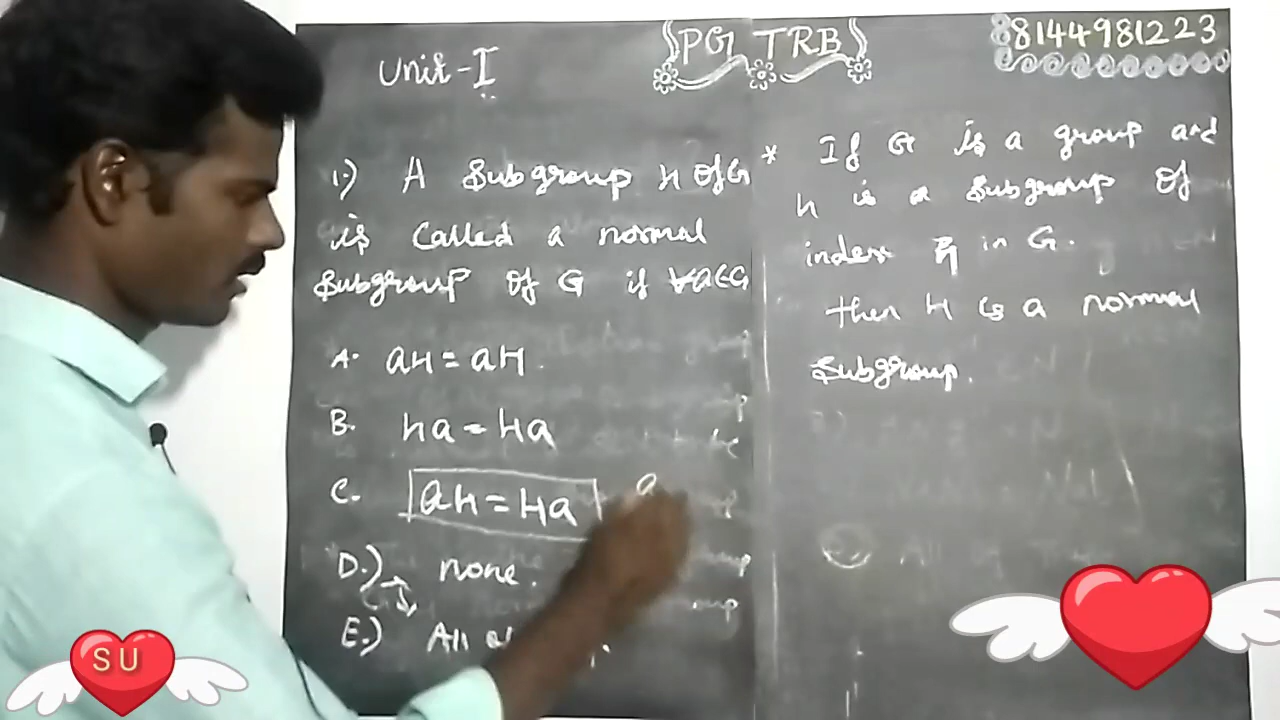 PG TRB
8144981223
Unit-I
1.) A Subgroup H Of G
is called a normal
Subgroup Of G if ∀a∈G
A. aH = aH.
B. Ha = Ha
C. aH = Ha a
D.) none.
E.) All
* If G is a group and
H is a Subgroup Of
index in G.
then H is a normal
Subgroup.
SU